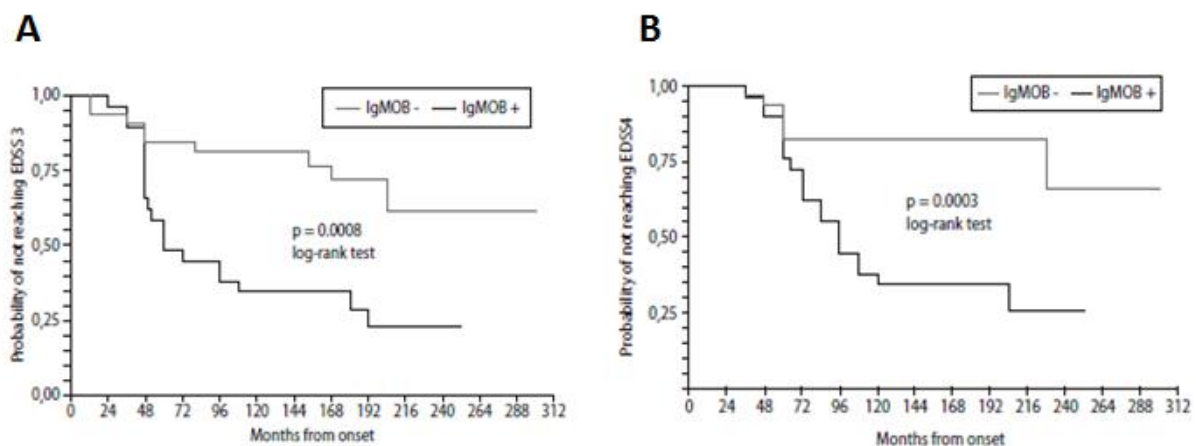 A
B
Probability of not reaching EDSS 3
1,00
0,75
0,50
0,25
0,00
IgMOB - IgMOB +
p = 0.0008
log-rank test
0 24 48 72 96 120 144 168 192 216 240 264 288 312
Months from onset
Probability of not reaching EDSS4
1,00
0,75
0,50
0,25
IgMOB - IgMOB +
p = 0.0003
log-rank test
0 24 48 72 96 120 144 168 192 216 240 264 288 312
Months from onset